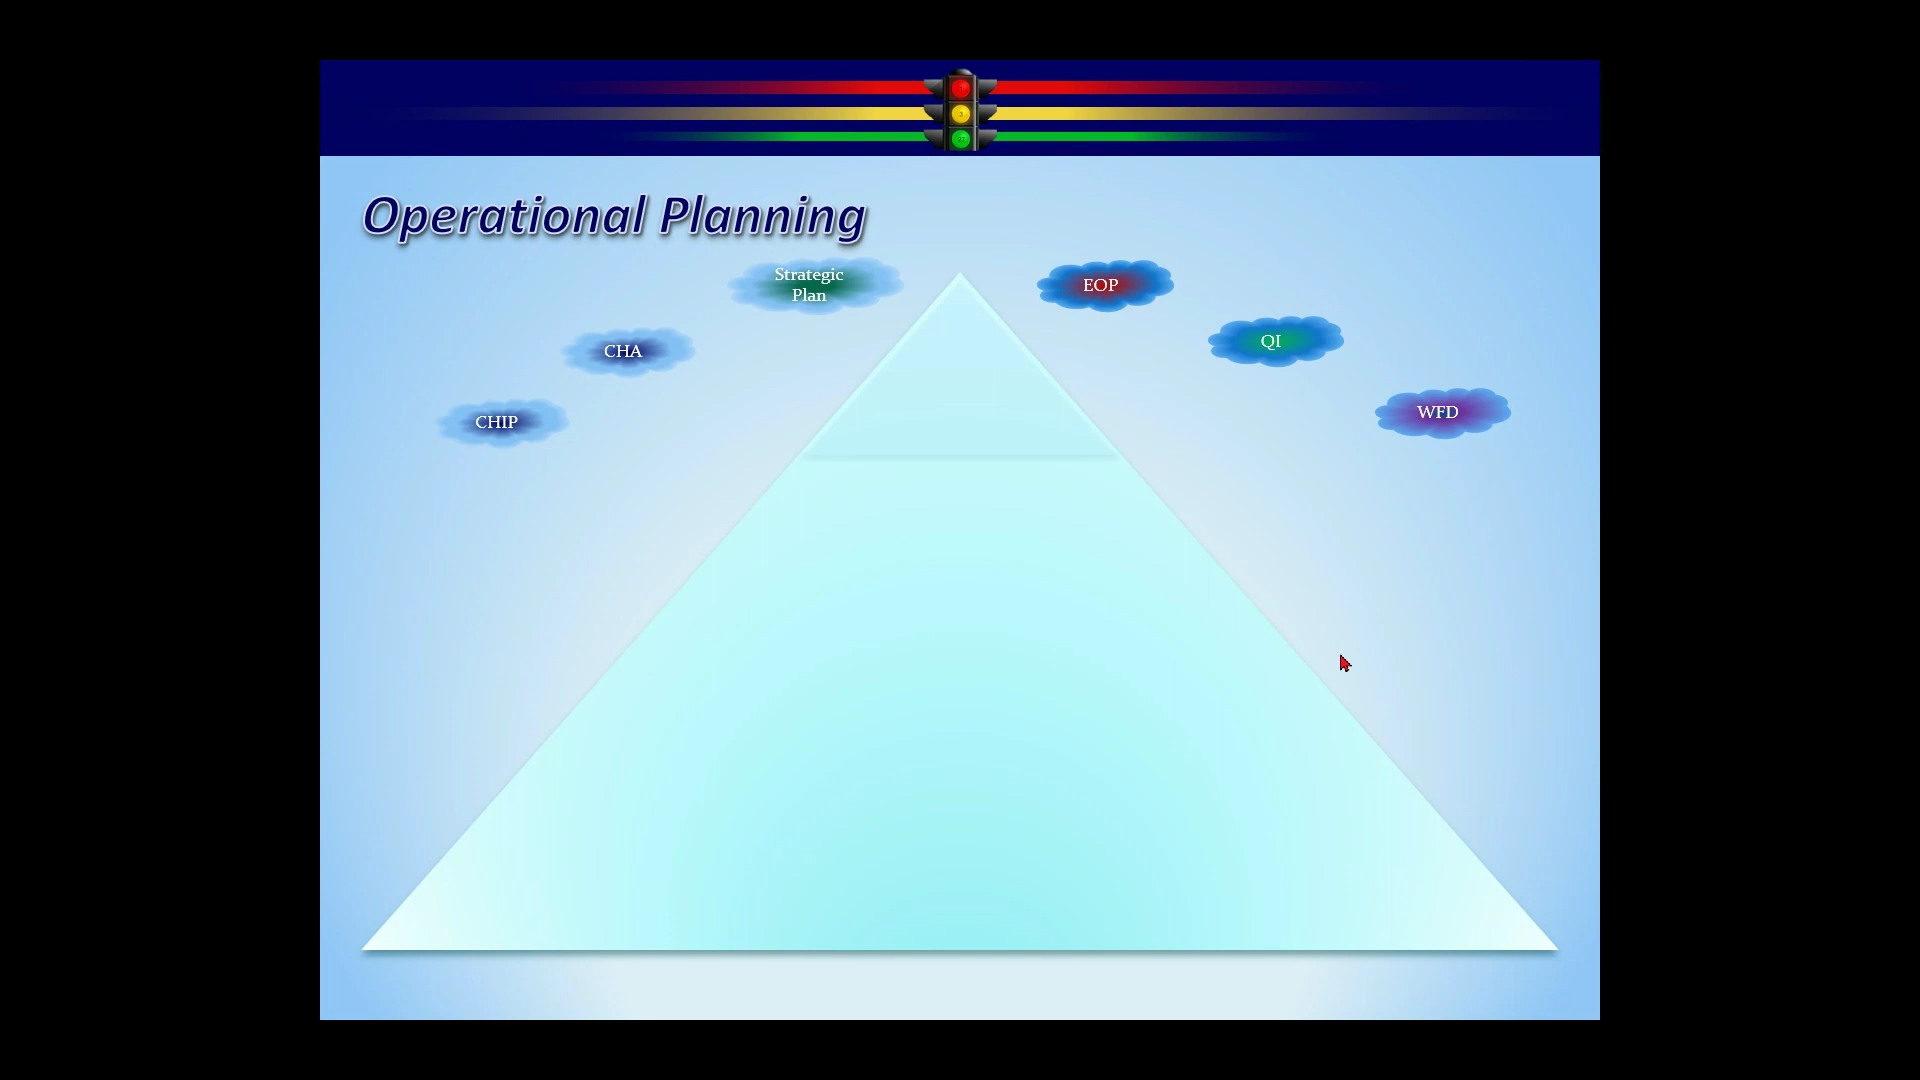 Operational Planning
Strategic
Plan
EOP
CHA
QI
CHIP
WFD